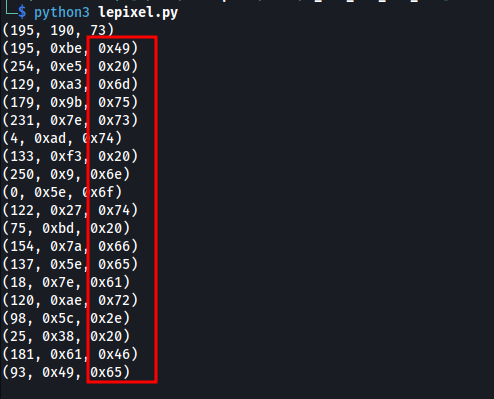 $ python3 lepixel.py
(195, 190, 73)
(195, 0xbe, 0x49)
(254, 0xe5, 0x20)
(129, 0xa3, 0x6d)
(179, 0x9b, 0x75)
(231, 0x7e, 0x73)
(4, 0xad, 0x74)
(133, 0xf3, 0x20)
(250, 0x9, 0x6e)
(0, 0x5e, 0x6f)
(122, 0x27, 0x74)
(75, 0xbd, 0x20)
(154, 0x7a, 0x66)
(137, 0x5e, 0x65)
(18, 0x7e, 0x61)
(120, 0xae, 0x72)
(98, 0x5c, 0x2e)
(25, 0x38, 0x20)
(181, 0x61, 0x46)
(93, 0x49, 0x65)